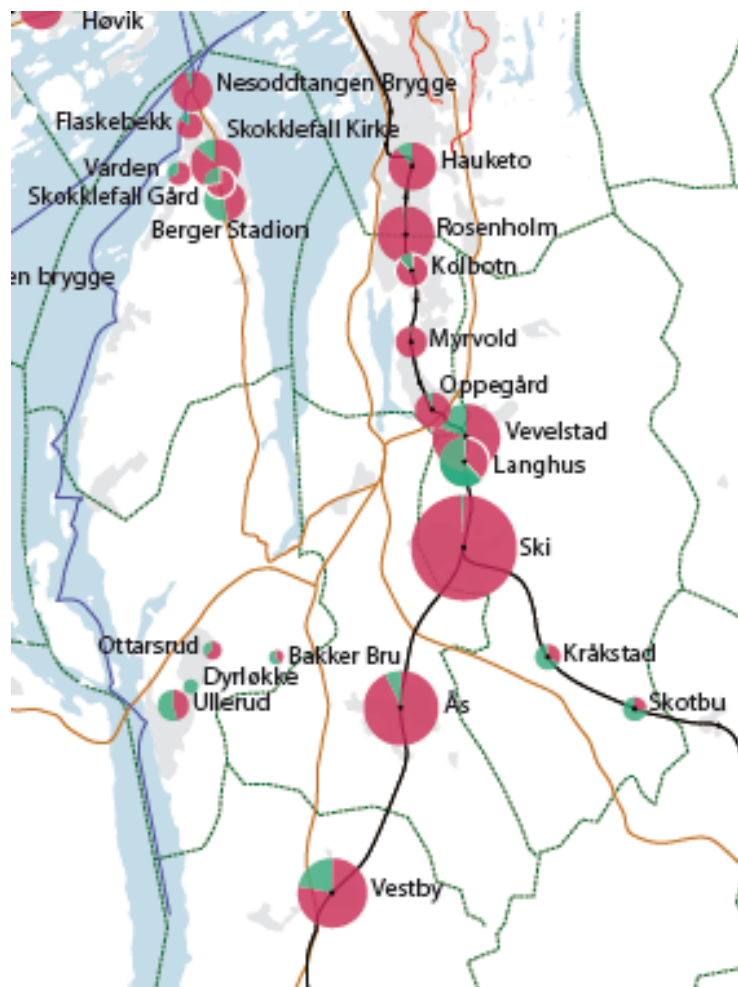 Høvik
Nesoddtangen Brygge
Flaskebekk
Skokklefall Kirke
Hauketo
Varden
Skokklefall Gård
Berger Stadion
Rosenholm
Kolbotn
en brygge
Myrvold
Oppegård
Vevelstad
Langhus
Ski
Ottarsrud
Bakker Bru
Kråkstad
Dyrløkke
Ullerud
Ås
Skotbu
Vestby